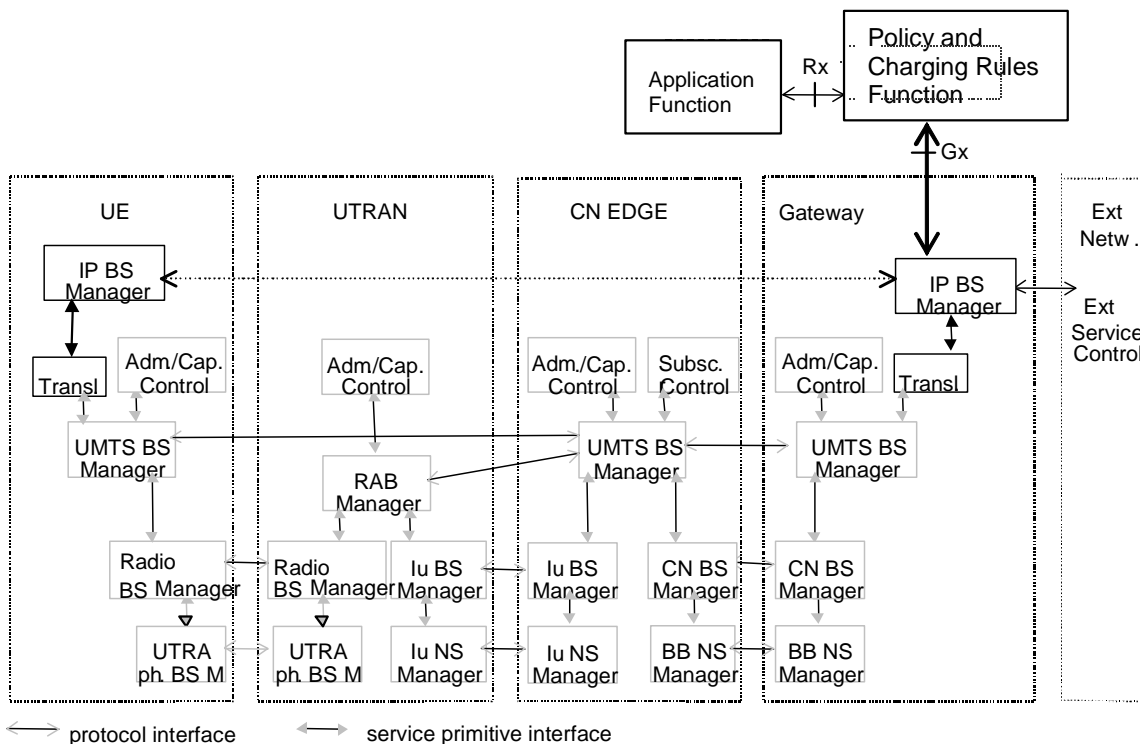 Policy and
Charging Rules
Function
Rx
Application
Function
Gx
UE
UTRAN
CN EDGE
Gateway
Ext
Netw .
IP BS
Manager
IP BS
Manager
Ext
Service
Control
Transl
Adm./Cap.
Control
Adm/Cap.
Control
Adm./Cap.
Control
Subsc.
Control
Adm/Cap.
Control
Transl
UMTS BS
Manager
RAB
Manager
UMTS BS
Manager
UMTS BS
Manager
Radio
BS Manager
Radio
BS Manager
Iu BS
Manager
Iu BS
Manager
CN BS
Manager
CN BS
Manager
UTRA
ph. BS M
UTRA
ph. BS M
Iu NS
Manager
Iu NS
Manager
BB NS
Manager
BB NS
Manager
protocol interface
service primitive interface